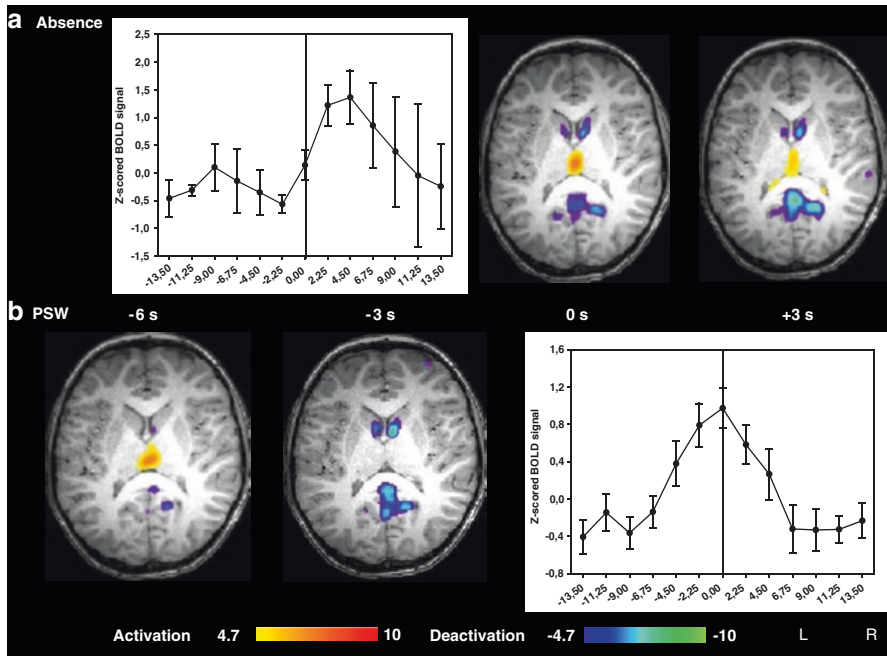 a Absence
Z-scored BOLD signal
2,5
2,0
1,5
1,0
0,5
0,0
-0,5
-1,0
-1,5
-13,50 -11,25 -9,00 -6,75 -4,50 -2,25 0,00 2,25 4,50 6,75 9,00 11,25 13,50
b PSW -6 s -3 s 0 s +3 s
Z-scored BOLD signal
1,6
1,2
0,8
0,4
0,0
-0,4
-0,8
-13,50 -11,25 -9,00 -6,75 -4,50 -2,25 0,00 2,25 4,50 6,75 9,00 11,25 13,50
Activation 4.7 10 Deactivation -4.7 -10 L R